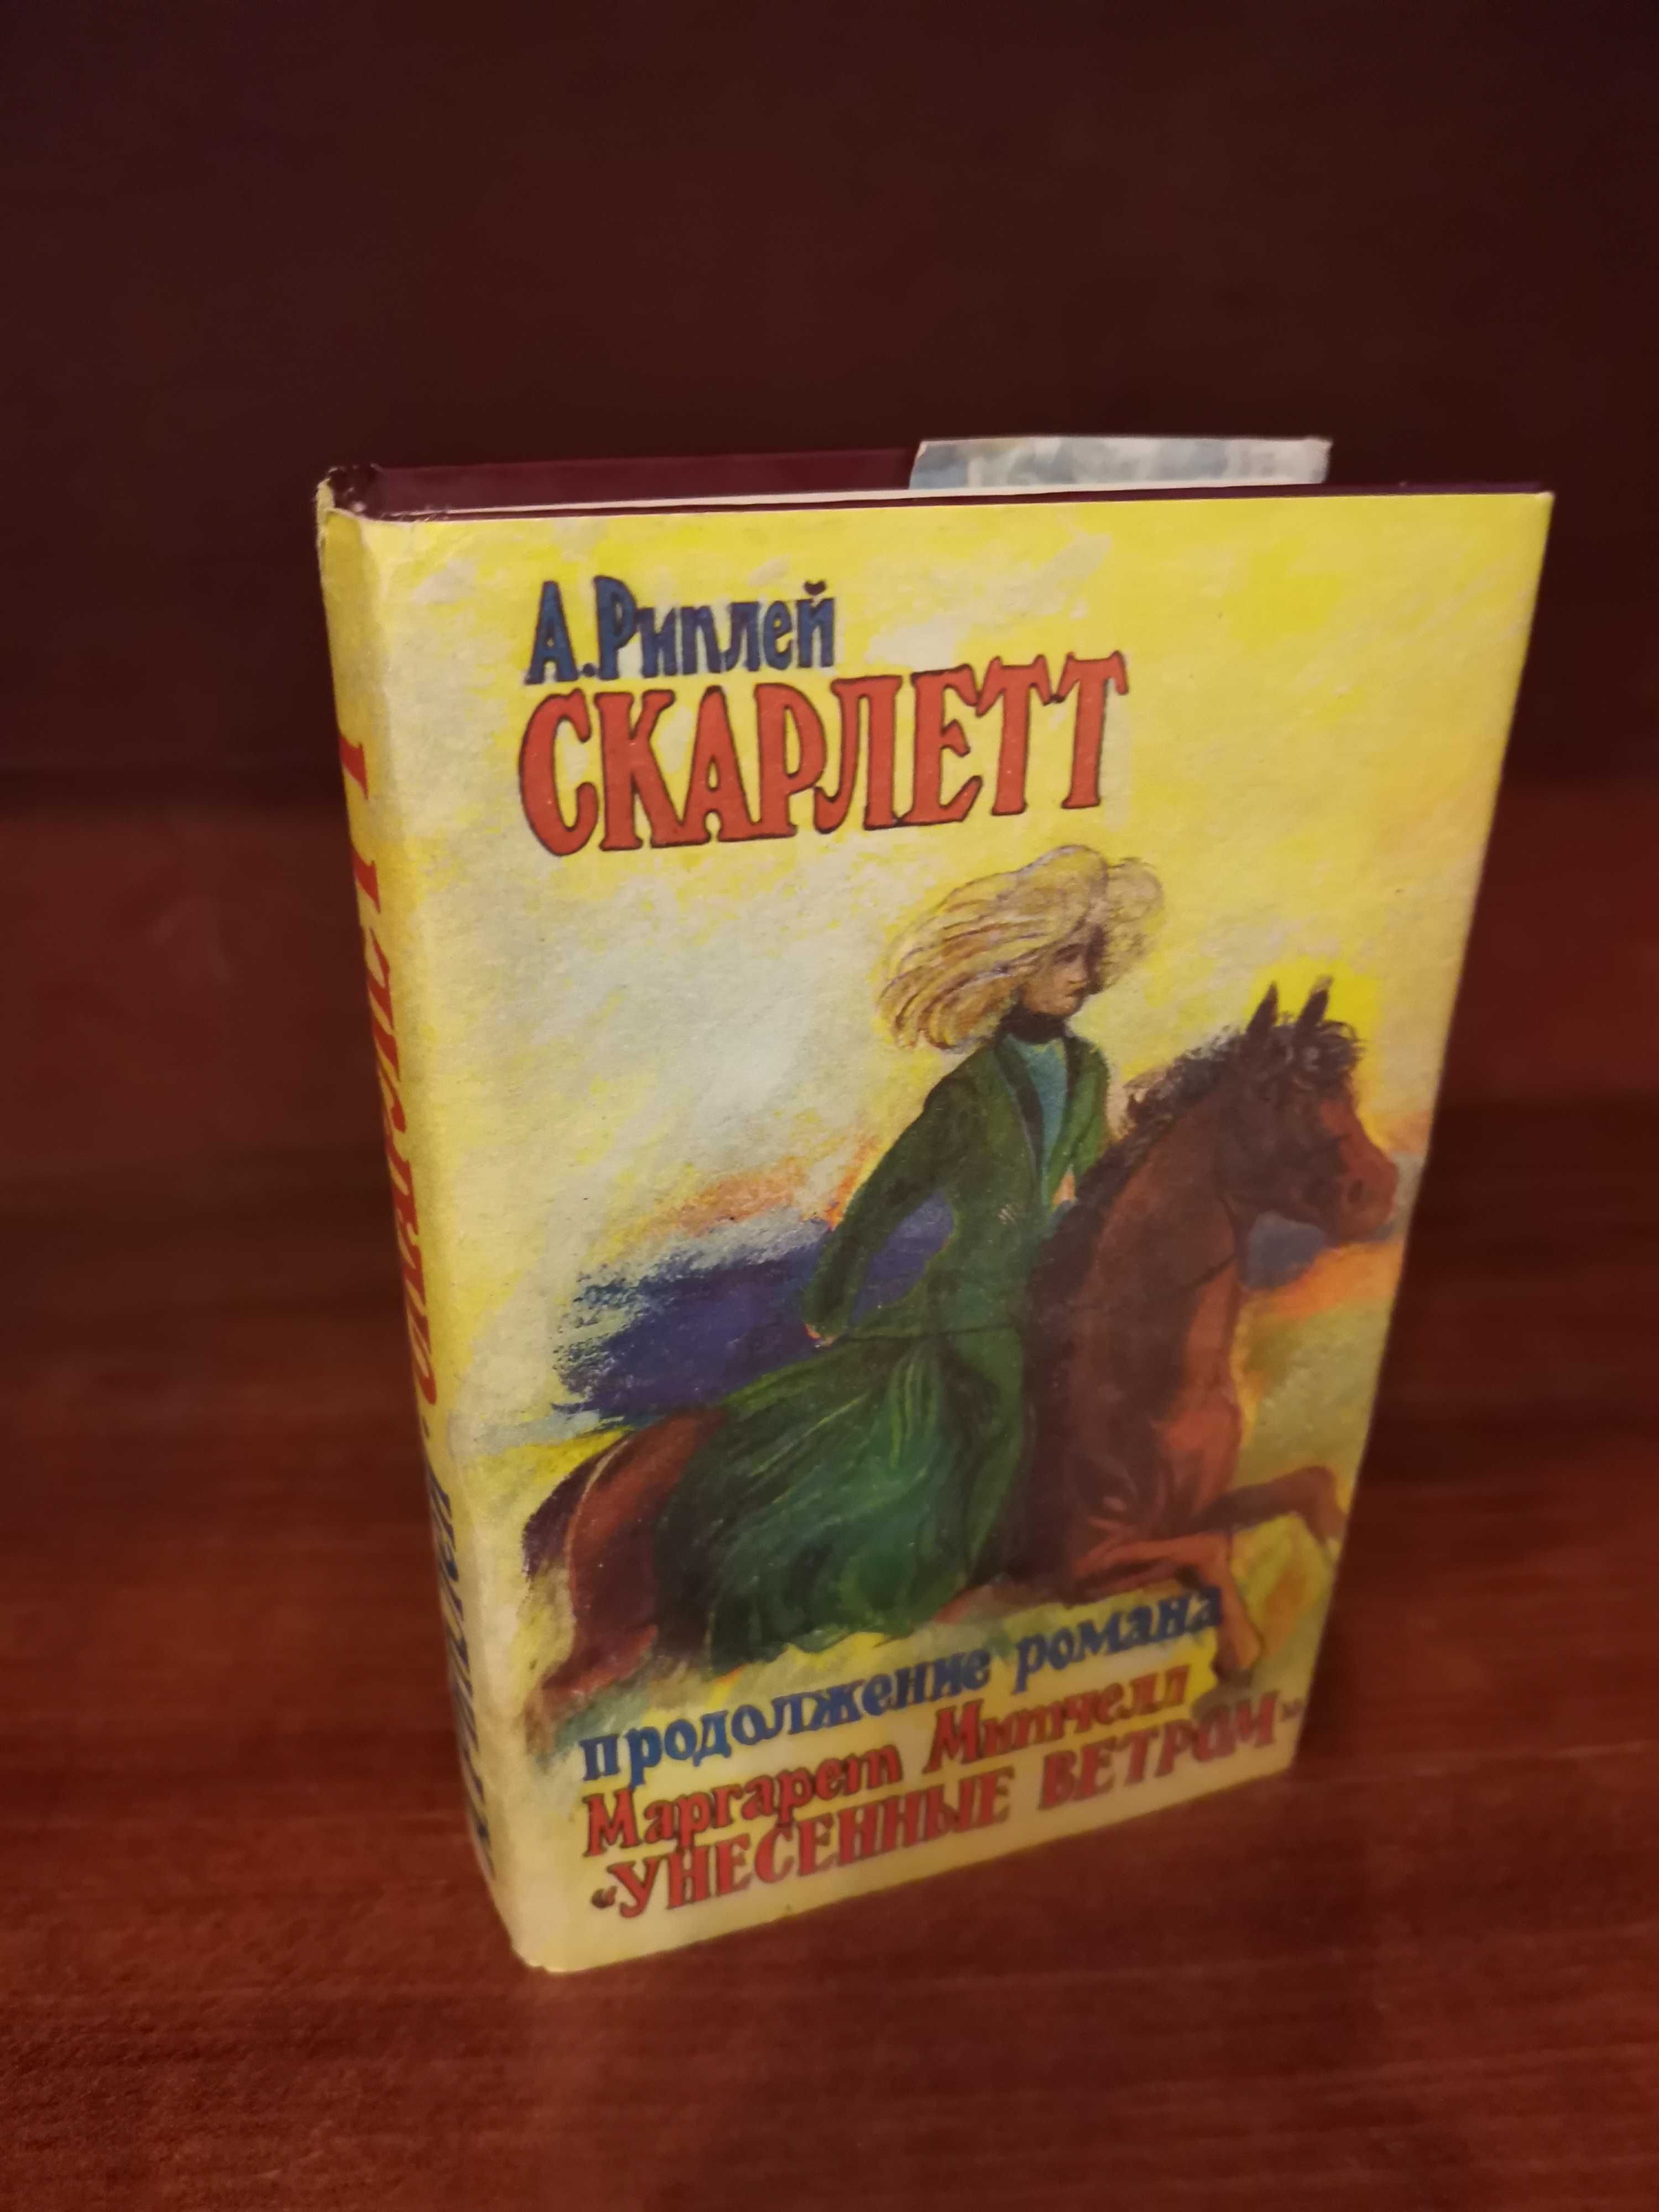 А.Риплей
СКАРЛЕТТ
продолжение романа
Маргарет Митчелл
«УНЕСЕННЫЕ ВЕТРОМ»